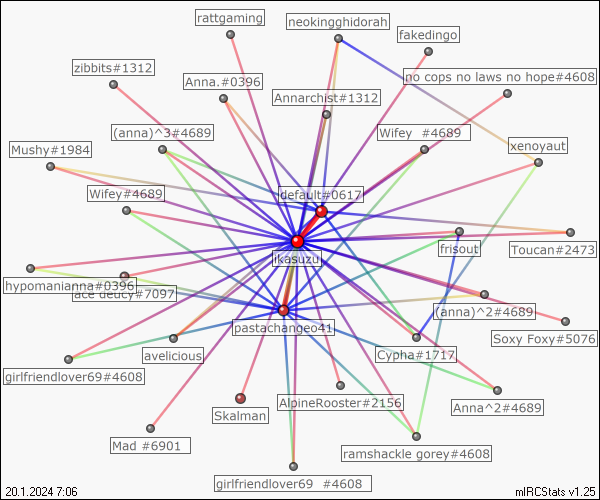 rattgaming
neokingghidorah
fakedingo
zibbits#1312
Anna.#0396
no cops no laws no hope#4608
Annarchist#1312
(anna)^3#4689
Wifey  #4689
Mushy#1984
xenoyaut
Wifey#4689
default#0617
frisout
Toucan#2473
ikasuzu
hypomanianna#0396
ace deucy#7097
(anna)^2#4689
pastachangeo41
Soxy Foxy#5076
avelicious
Cypha#1717
girlfriendlover69#4608
AlpineRooster#2156
Anna^2#4689
Skalman
Mad #6901
ramshackle gorey#4608
girlfriendlover69  #4608
20.1.2024 7:06
mIRCStats v1.25